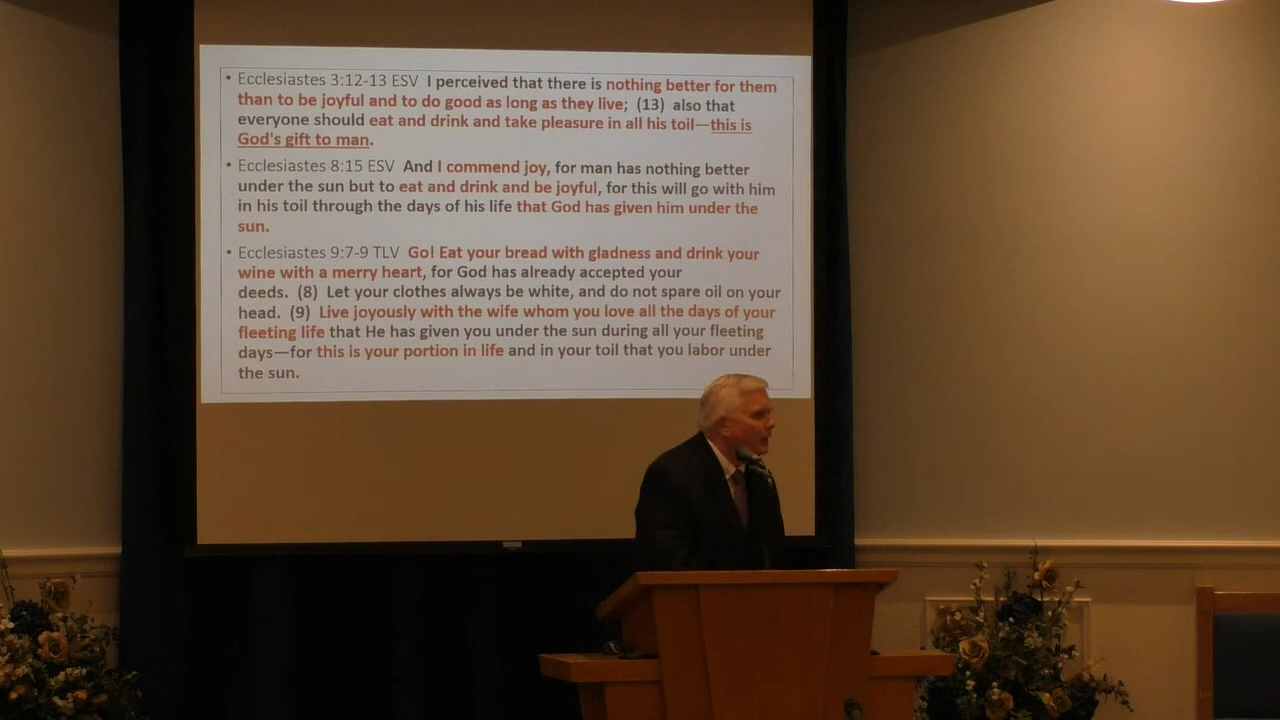 • Ecclesiastes 3:12-13 ESV  I perceived that there is nothing better for them
than to be joyful and to do good as long as they live;  (13)  also that
everyone should eat and drink and take pleasure in all his toil—this is
God's gift to man.
• Ecclesiastes 8:15 ESV  And I commend joy, for man has nothing better
under the sun but to eat and drink and be joyful, for this will go with him
in his toil through the days of his life that God has given him under the
sun.
• Ecclesiastes 9:7-9 TLV  Go! Eat your bread with gladness and drink your
wine with a merry heart, for God has already accepted your
deeds.  (8)  Let your clothes always be white, and do not spare oil on your
head.  (9)  Live joyously with the wife whom you love all the days of your
fleeting life that He has given you under the sun during all your fleeting
days—for this is your portion in life and in your toil that you labor under
the sun.